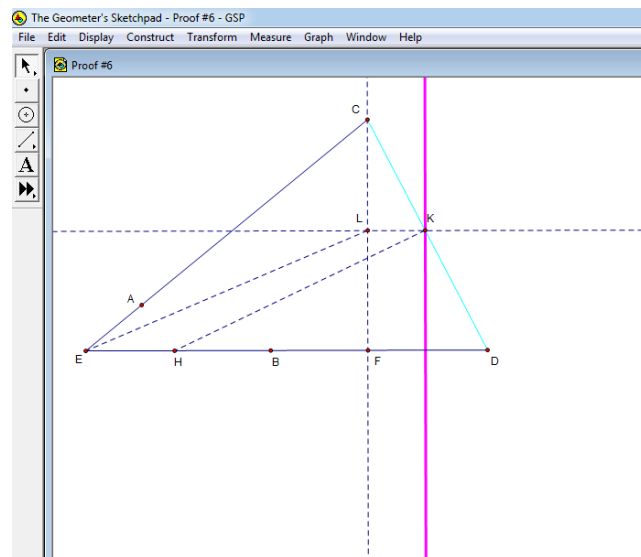 The Geometer's Sketchpad - Proof #6 - GSP
File Edit Display Construct Transform Measure Graph Window Help
Proof #6
A
C
L
K
A
E
H
B
F
D